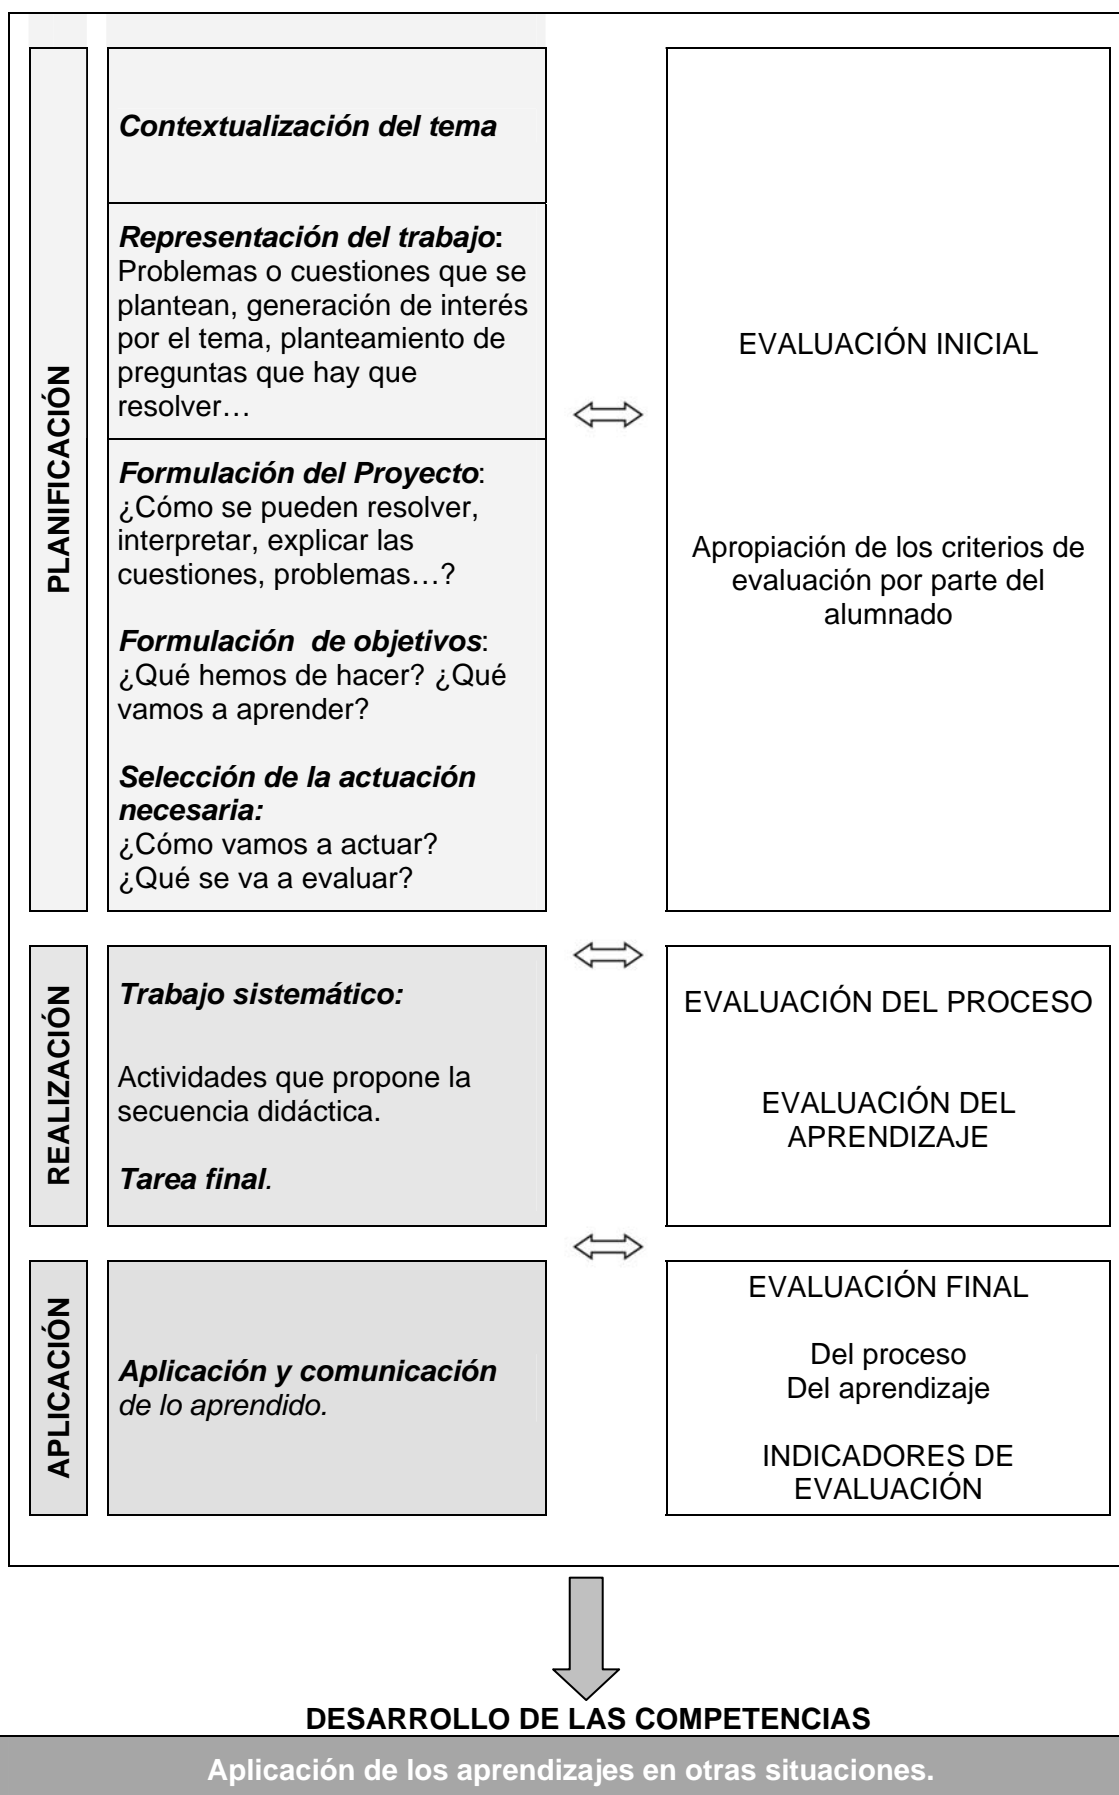 PLANIFICACIÓN
Contextualización del tema
Representación del trabajo:
Problemas o cuestiones que se
plantean, generación de interés
por el tema, planteamiento de
preguntas que hay que
resolver…
Formulación del Proyecto:
¿Cómo se pueden resolver,
interpretar, explicar las
cuestiones, problemas…?
Formulación de objetivos:
¿Qué hemos de hacer? ¿Qué
vamos a aprender?
Selección de la actuación
necesaria:
¿Cómo vamos a actuar?
¿Qué se va a evaluar?
EVALUACIÓN INICIAL
Apropiación de los criterios de
evaluación por parte del
alumnado
REALIZACIÓN
Trabajo sistemático:
Actividades que propone la
secuencia didáctica.
Tarea final.
EVALUACIÓN DEL PROCESO
EVALUACIÓN DEL
APRENDIZAJE
APLICACIÓN
Aplicación y comunicación
de lo aprendido.
EVALUACIÓN FINAL
Del proceso
Del aprendizaje
INDICADORES DE
EVALUACIÓN
DESARROLLO DE LAS COMPETENCIAS
Aplicación de los aprendizajes en otras situaciones.